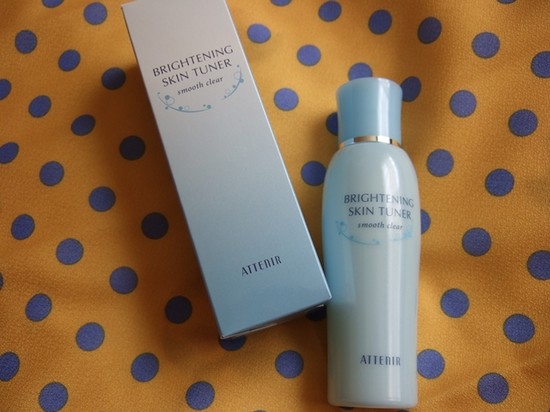 BRIGHTENING
SKIN TUNER
smooth clear
ATTENIR
BRIGHTENING
SKIN TUNER
smooth clear
ATTENIR